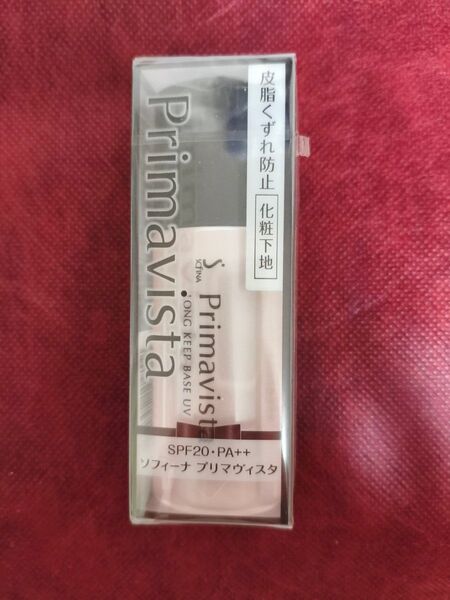 Primavista
皮脂くずれ防止
化粧下地
SOFINA
Primavista
LONG KEEP BASE UV
SPF20・PA++
ソフィーナ プリマヴィスタ